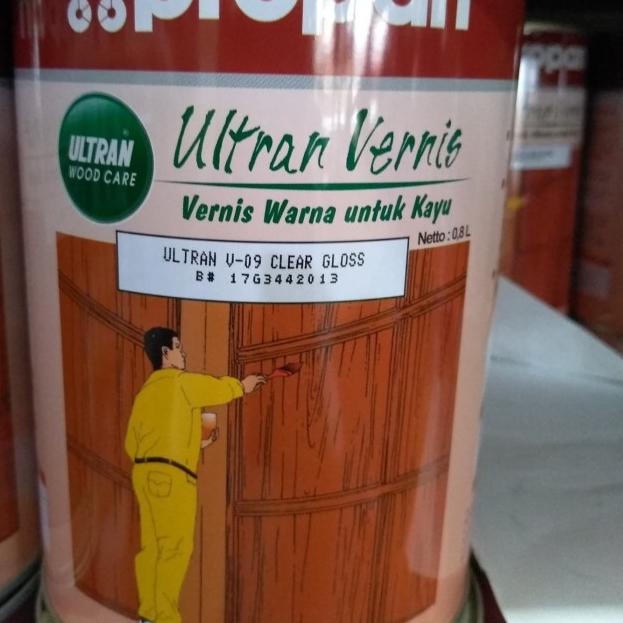 propan
ULTRAN
WOOD CARE
Ultran Vernis
Vernis Warna untuk Kayu
Netto : 0,8 L
ULTRAN V-09 CLEAR GLOSS
B# 17G3442013